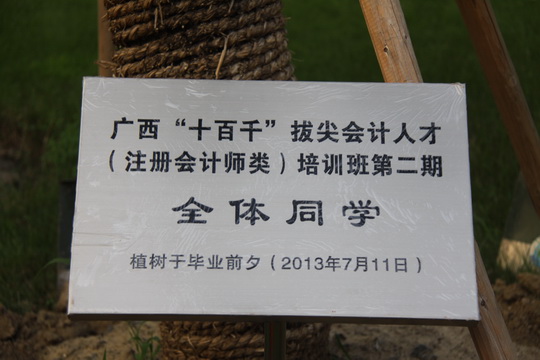 广西“十百千”拔尖会计人才
（注册会计师类）培训班第二期
全体同学
植树于毕业前夕（2013年7月11日）